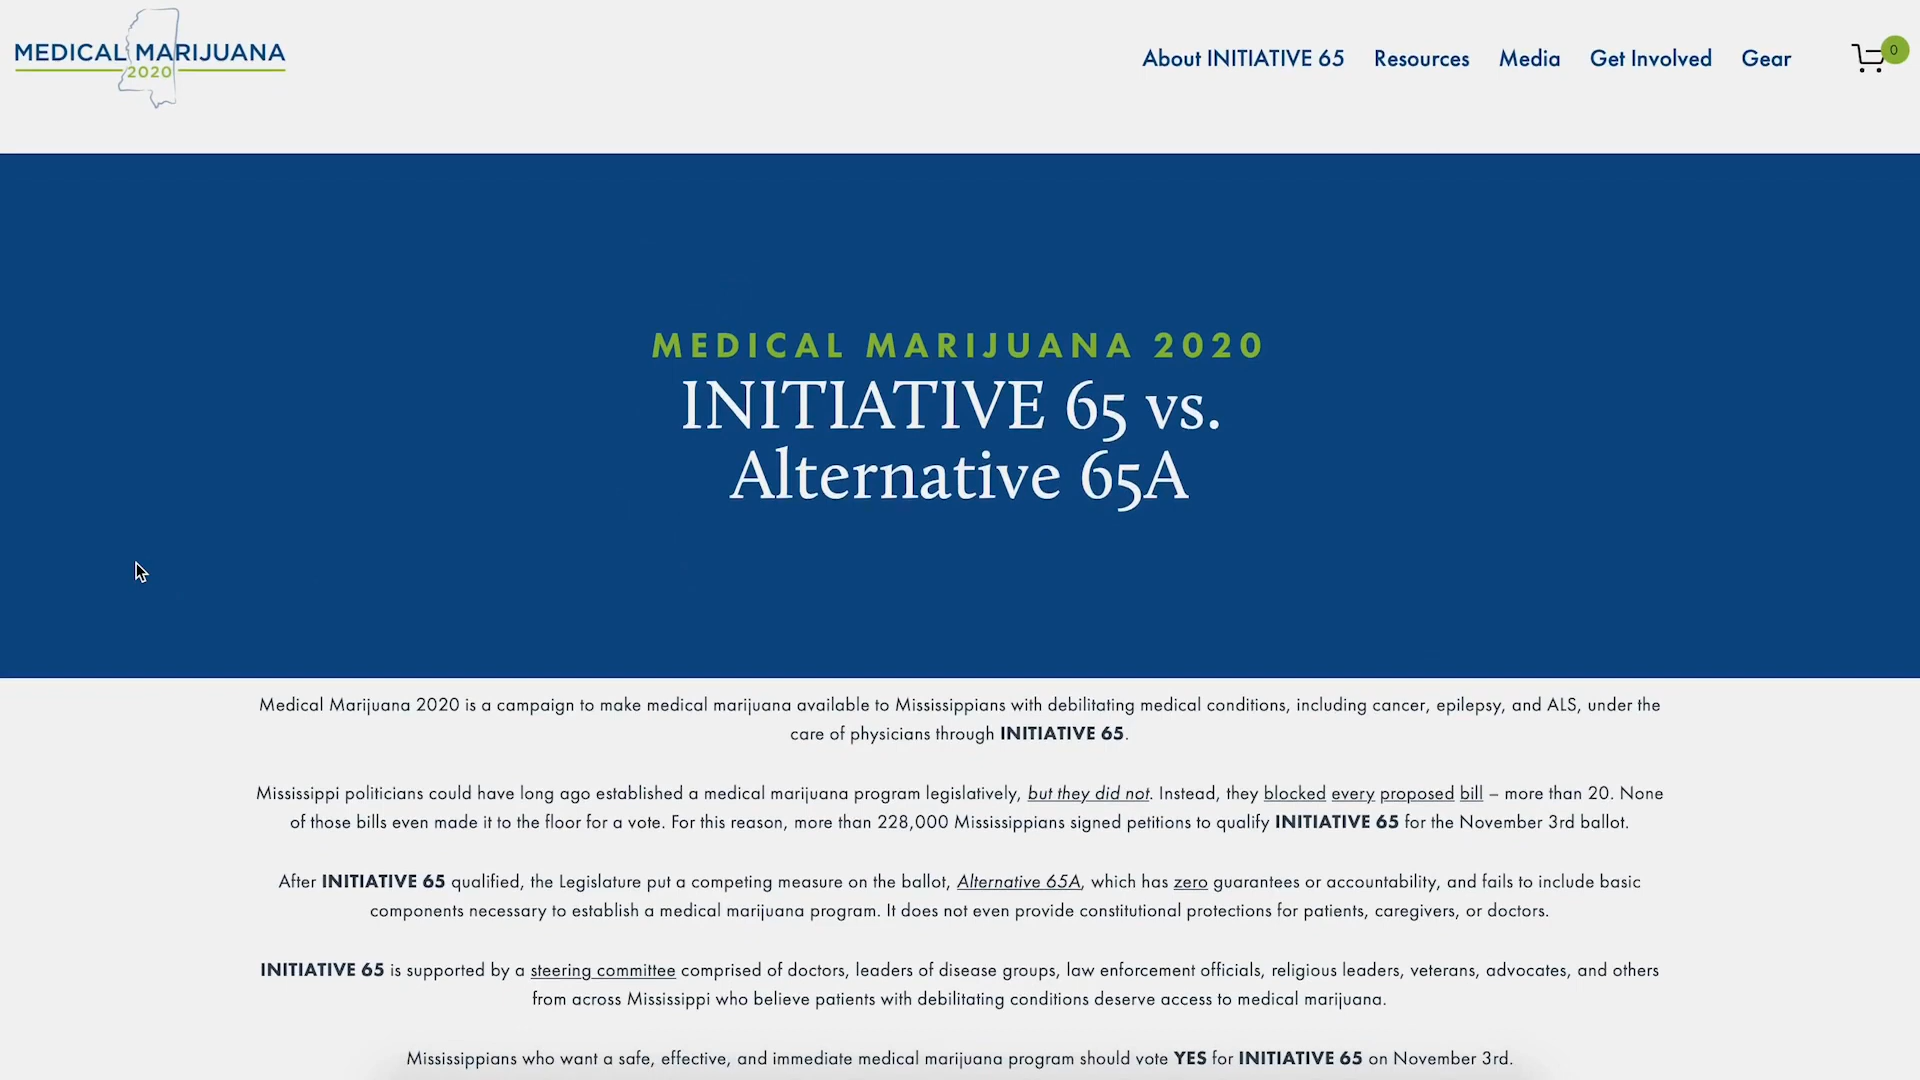 MEDICAL MARIJUANA
2020
About INITIATIVE 65 Resources Media Get Involved Gear 0
MEDICAL MARIJUANA 2020
INITIATIVE 65 vs.
Alternative 65A
Medical Marijuana 2020 is a campaign to make medical marijuana available to Mississippians with debilitating medical conditions, including cancer, epilepsy, and ALS, under the
care of physicians through INITIATIVE 65.
Mississippi politicians could have long ago established a medical marijuana program legislatively, but they did not. Instead, they blocked every proposed bill – more than 20. None
of those bills even made it to the floor for a vote. For this reason, more than 228,000 Mississippians signed petitions to qualify INITIATIVE 65 for the November 3rd ballot.
After INITIATIVE 65 qualified, the Legislature put a competing measure on the ballot, Alternative 65A, which has zero guarantees or accountability, and fails to include basic
components necessary to establish a medical marijuana program. It does not even provide constitutional protections for patients, caregivers, or doctors.
INITIATIVE 65 is supported by a steering committee comprised of doctors, leaders of disease groups, law enforcement officials, religious leaders, veterans, advocates, and others
from across Mississippi who believe patients with debilitating conditions deserve access to medical marijuana.
Mississippians who want a safe, effective, and immediate medical marijuana program should vote YES for INITIATIVE 65 on November 3rd.